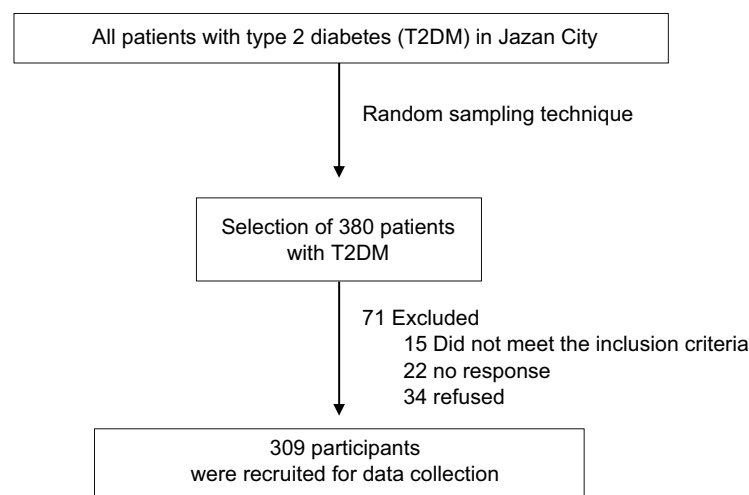 All patients with type 2 diabetes (T2DM) in Jazan City
Random sampling technique
Selection of 380 patients
with T2DM
71 Excluded
15 Did not meet the inclusion criteria
22 no response
34 refused
309 participants
were recruited for data collection